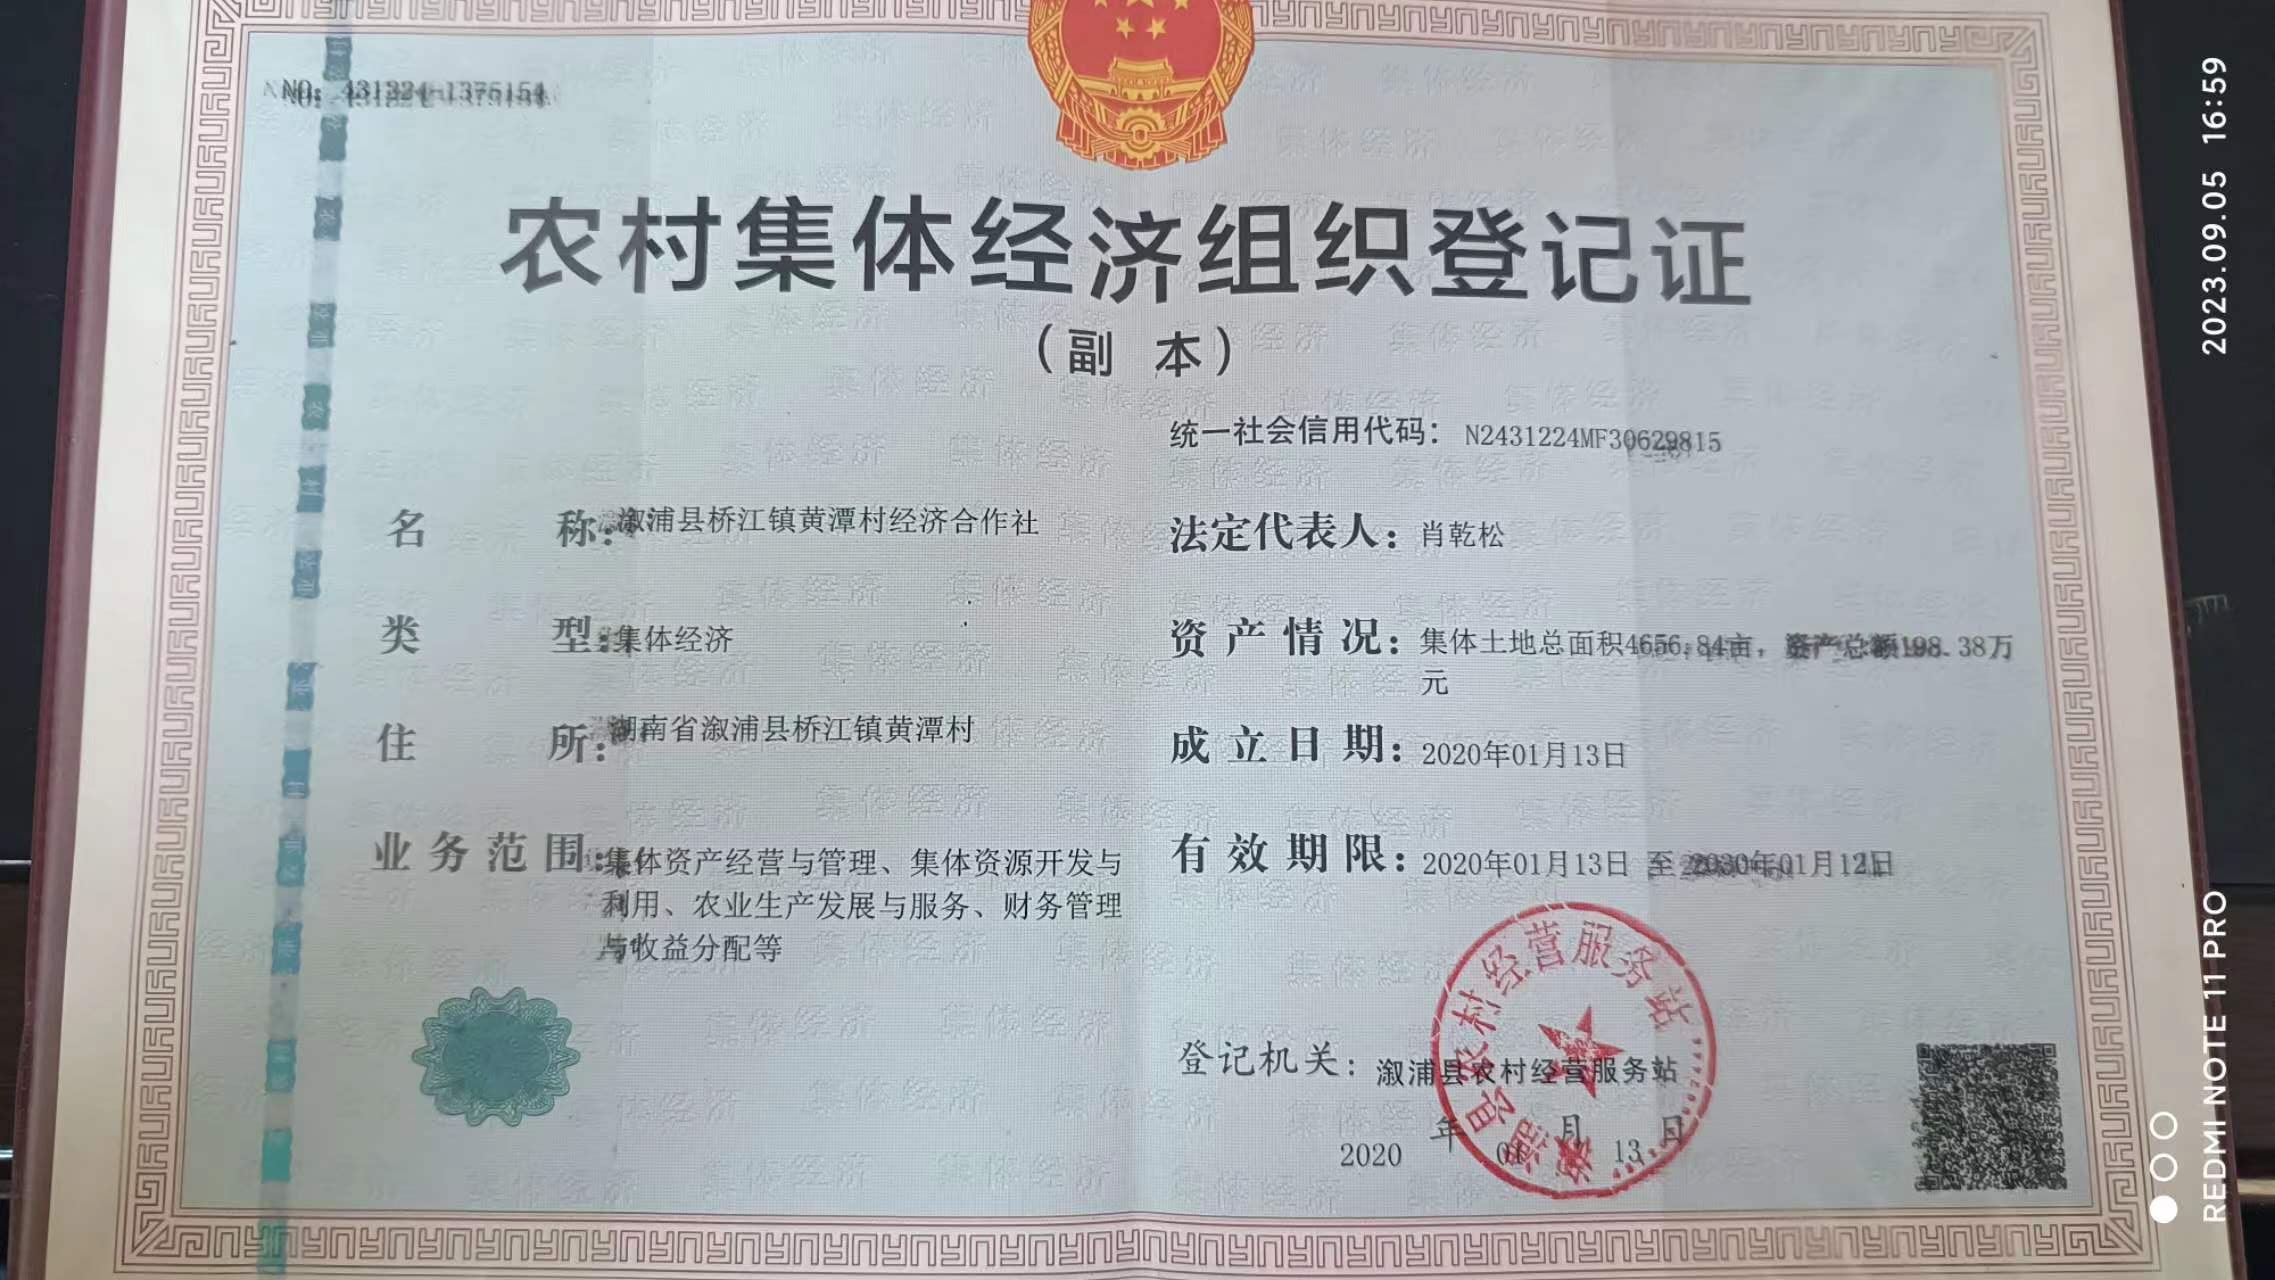 NO: 431224-1375154
农村集体经济组织登记证
（副 本）
统一社会信用代码： N2431224MF30629815
名 称： 溆浦县桥江镇黄潭村经济合作社
法定代表人： 肖乾松
类 型： 集体经济
资产情况： 集体土地总面积4656.84亩，资产总额198.38万
元
住 所： 湖南省溆浦县桥江镇黄潭村
成立日期： 2020年01月13日
业务范围： 集体资产经营与管理、集体资源开发与
利用、农业生产发展与服务、财务管理
与收益分配等
有效期限： 2020年01月13日 至 2030年01月12日
溆浦县农村经营服务站
登记机关： 溆浦县农村经营服务站
2020 年 01 月 13 日
2023.09.05 16:59
REDMI NOTE 11 PRO